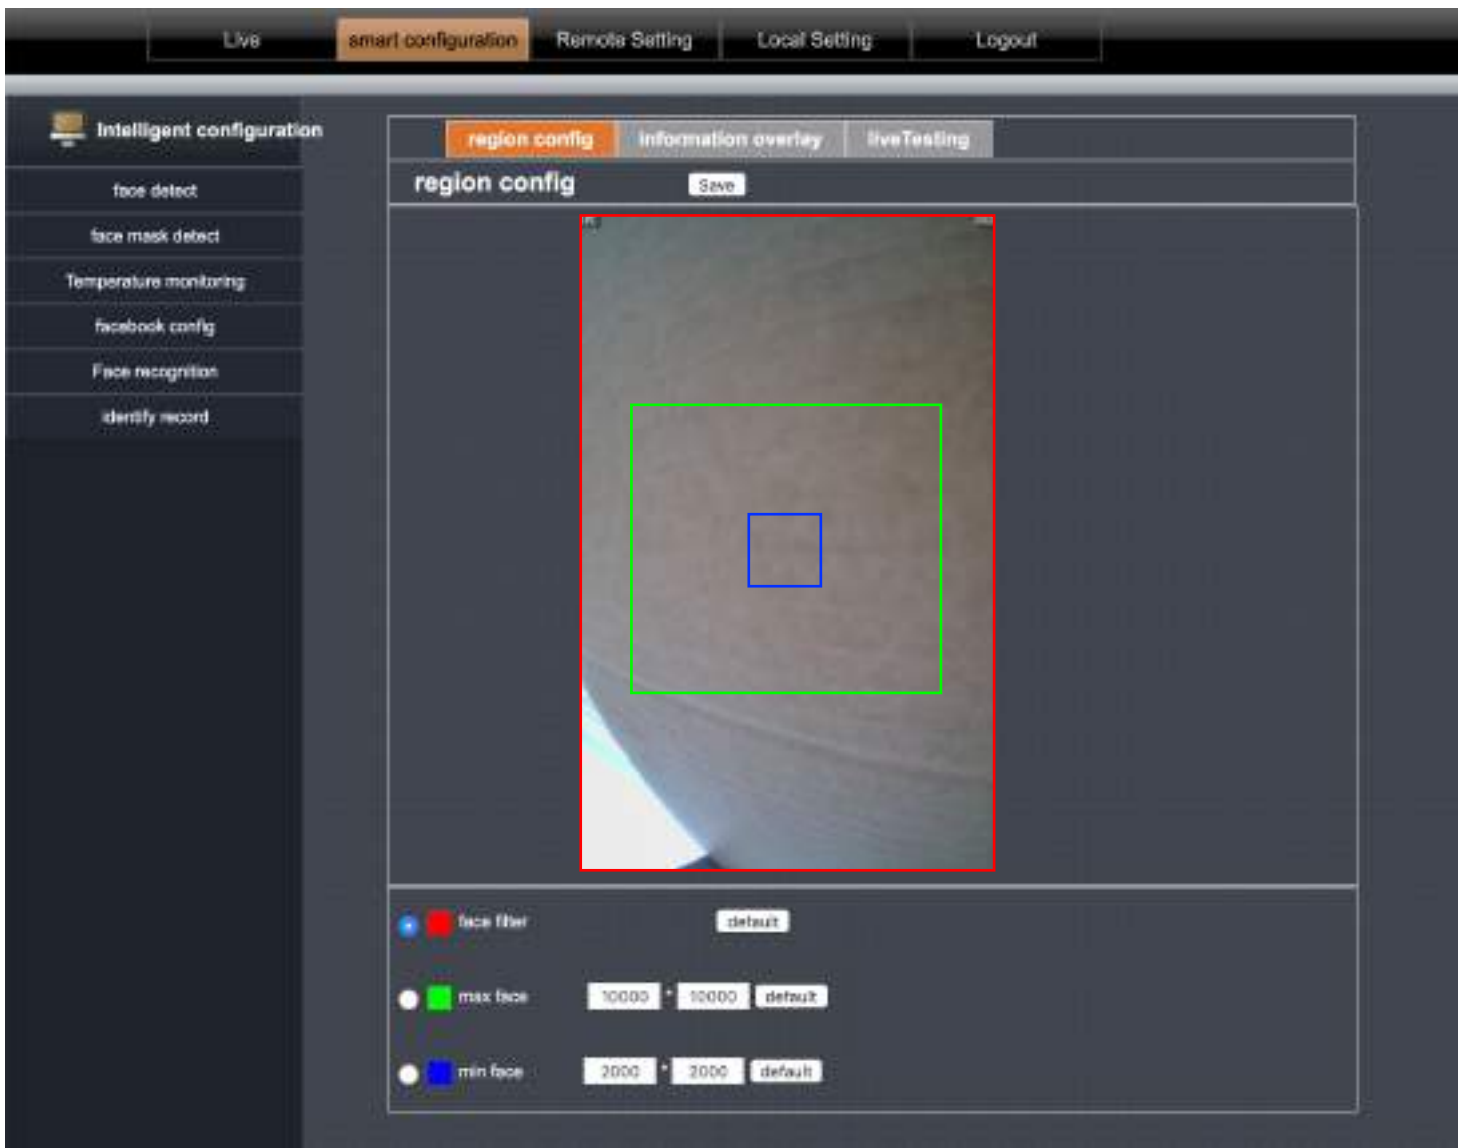 Live smart configuration Remote Setting Local Setting Logout
Intelligent configuration
face detect
face mask detect
Temperature monitoring
facebook config
Face recognition
identify record
region config information overlay liveTesting
region config Save
face filter default
max face 10000 * 10000 default
min face 2000 * 2000 default